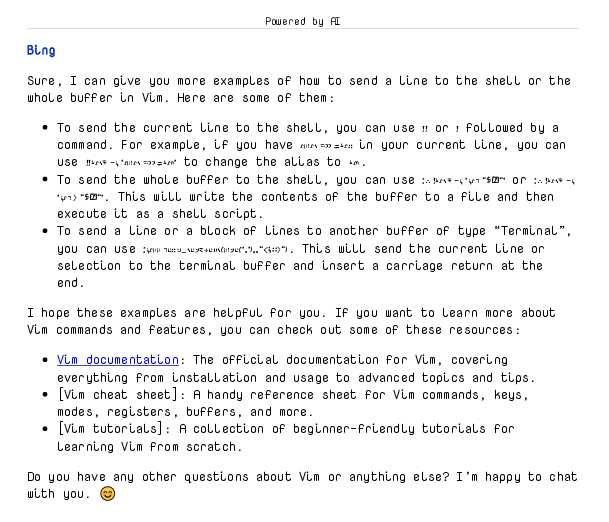 Powered by AI
Bing
Sure, I can give you more examples of how to send a line to the shell or the
whole buffer in Vim. Here are some of them:
• To send the current line to the shell, you can use !! or ! followed by a
command. For example, if you have in your current line, you can
use to change the alias to .
• To send the whole buffer to the shell, you can use or
. This will write the contents of the buffer to a file and then
execute it as a shell script.
• To send a line or a block of lines to another buffer of type “Terminal”,
you can use . This will send the current line or
selection to the terminal buffer and insert a carriage return at the
end.
I hope these examples are helpful for you. If you want to learn more about
Vim commands and features, you can check out some of these resources:
• Vim documentation: The official documentation for Vim, covering
everything from installation and usage to advanced topics and tips.
• [Vim cheat sheet]: A handy reference sheet for Vim commands, keys,
modes, registers, buffers, and more.
• [Vim tutorials]: A collection of beginner-friendly tutorials for
learning Vim from scratch.
Do you have any other questions about Vim or anything else? I’m happy to chat
with you. 😊